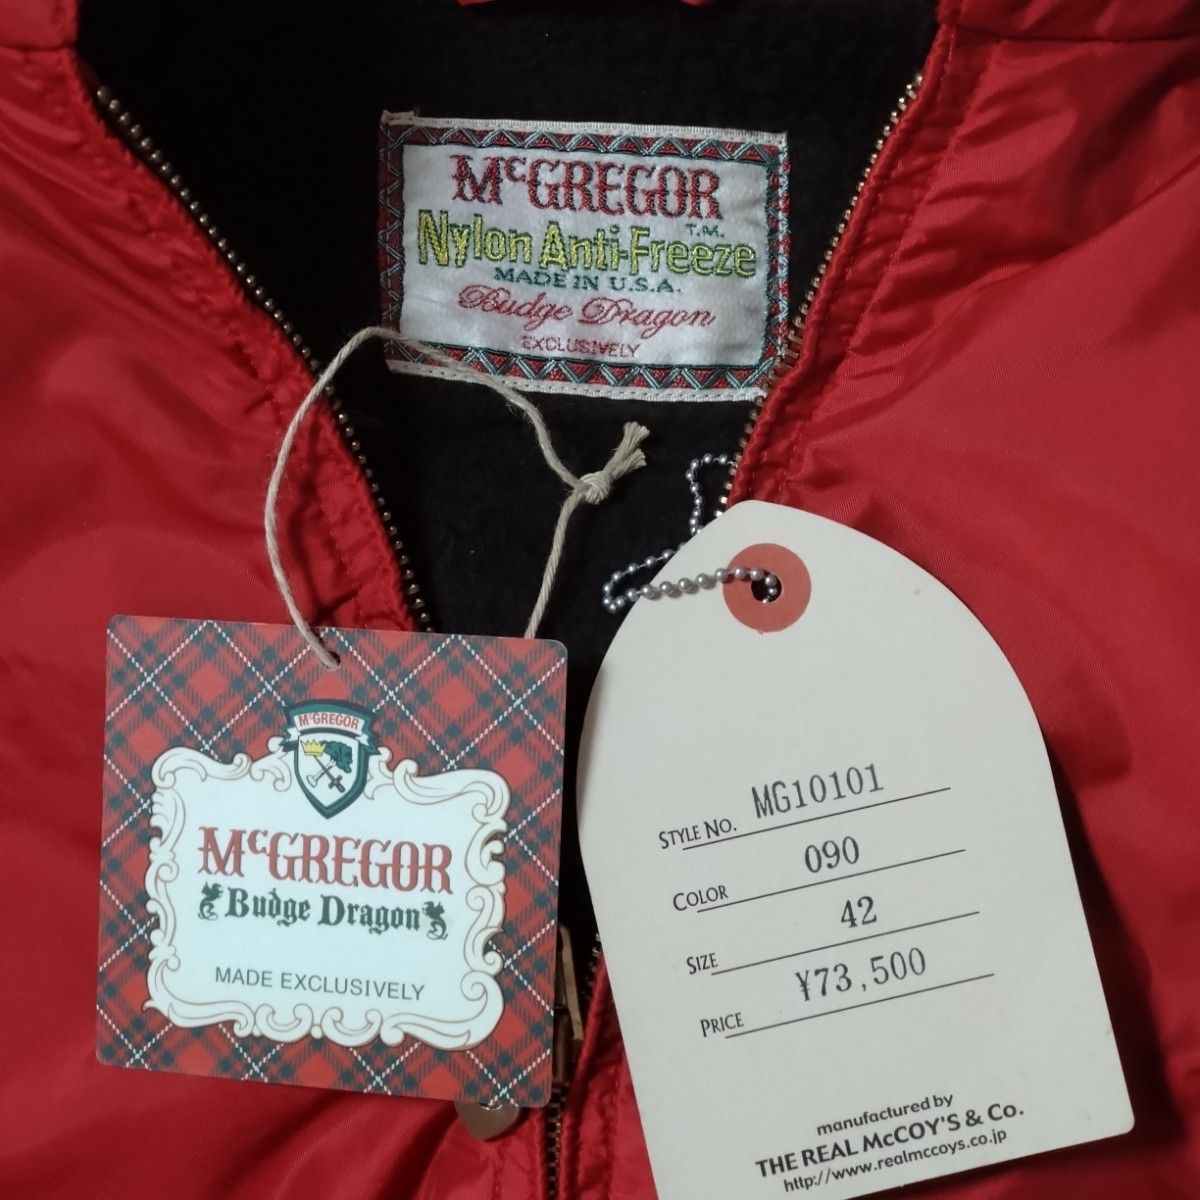 McGREGOR
T.M.
Nylon Anti-Freeze
MADE IN U.S.A.
Budge Dragon
EXCLUSIVELY
McGREGOR
McGREGOR
Budge Dragon
MADE EXCLUSIVELY
STYLE NO. MG10101
COLOR 090
SIZE 42
PRICE ¥73,500
manufactured by
THE REAL McCOY'S & Co.
http://www.realmccoys.co.jp